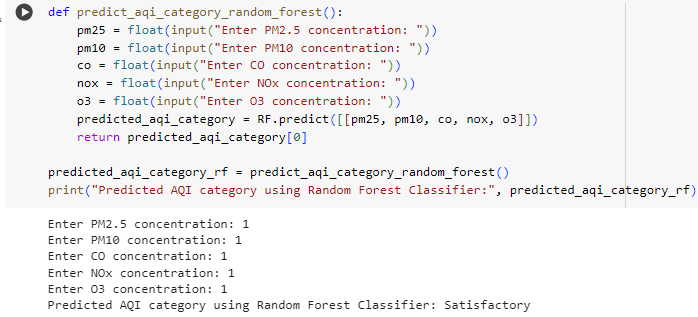 def predict_aqi_category_random_forest():
    pm25 = float(input("Enter PM2.5 concentration: "))
    pm10 = float(input("Enter PM10 concentration: "))
    co = float(input("Enter CO concentration: "))
    nox = float(input("Enter NOx concentration: "))
    o3 = float(input("Enter O3 concentration: "))
    predicted_aqi_category = RF.predict([[pm25, pm10, co, nox, o3]])
    return predicted_aqi_category[0]

predicted_aqi_category_rf = predict_aqi_category_random_forest()
print("Predicted AQI category using Random Forest Classifier:", predicted_aqi_category_rf)

Enter PM2.5 concentration: 1
Enter PM10 concentration: 1
Enter CO concentration: 1
Enter NOx concentration: 1
Enter O3 concentration: 1
Predicted AQI category using Random Forest Classifier: Satisfactory